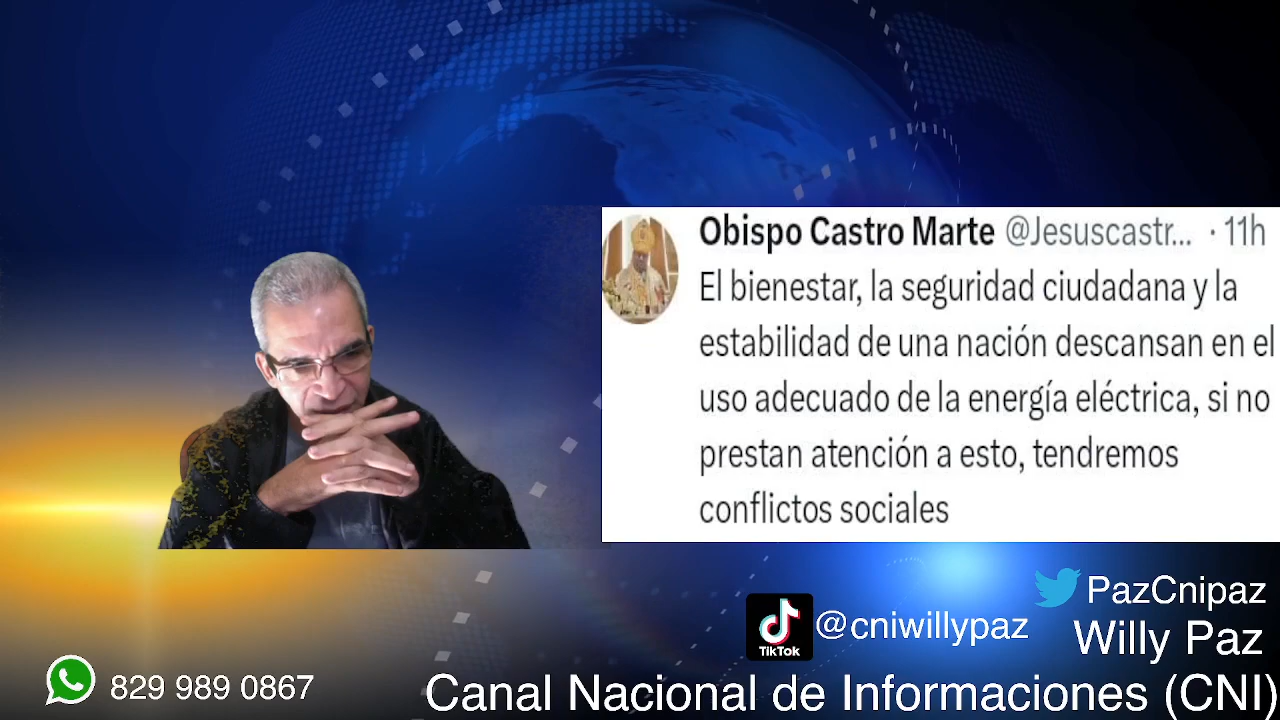 Obispo Castro Marte @Jesuscastr... · 11h
El bienestar, la seguridad ciudadana y la
estabilidad de una nación descansan en el
uso adecuado de la energía eléctrica, si no
prestan atención a esto, tendremos
conflictos sociales
PazCnipaz
TikTok
@cniwillypaz
Willy Paz
829 989 0867
Canal Nacional de Informaciones (CNI)